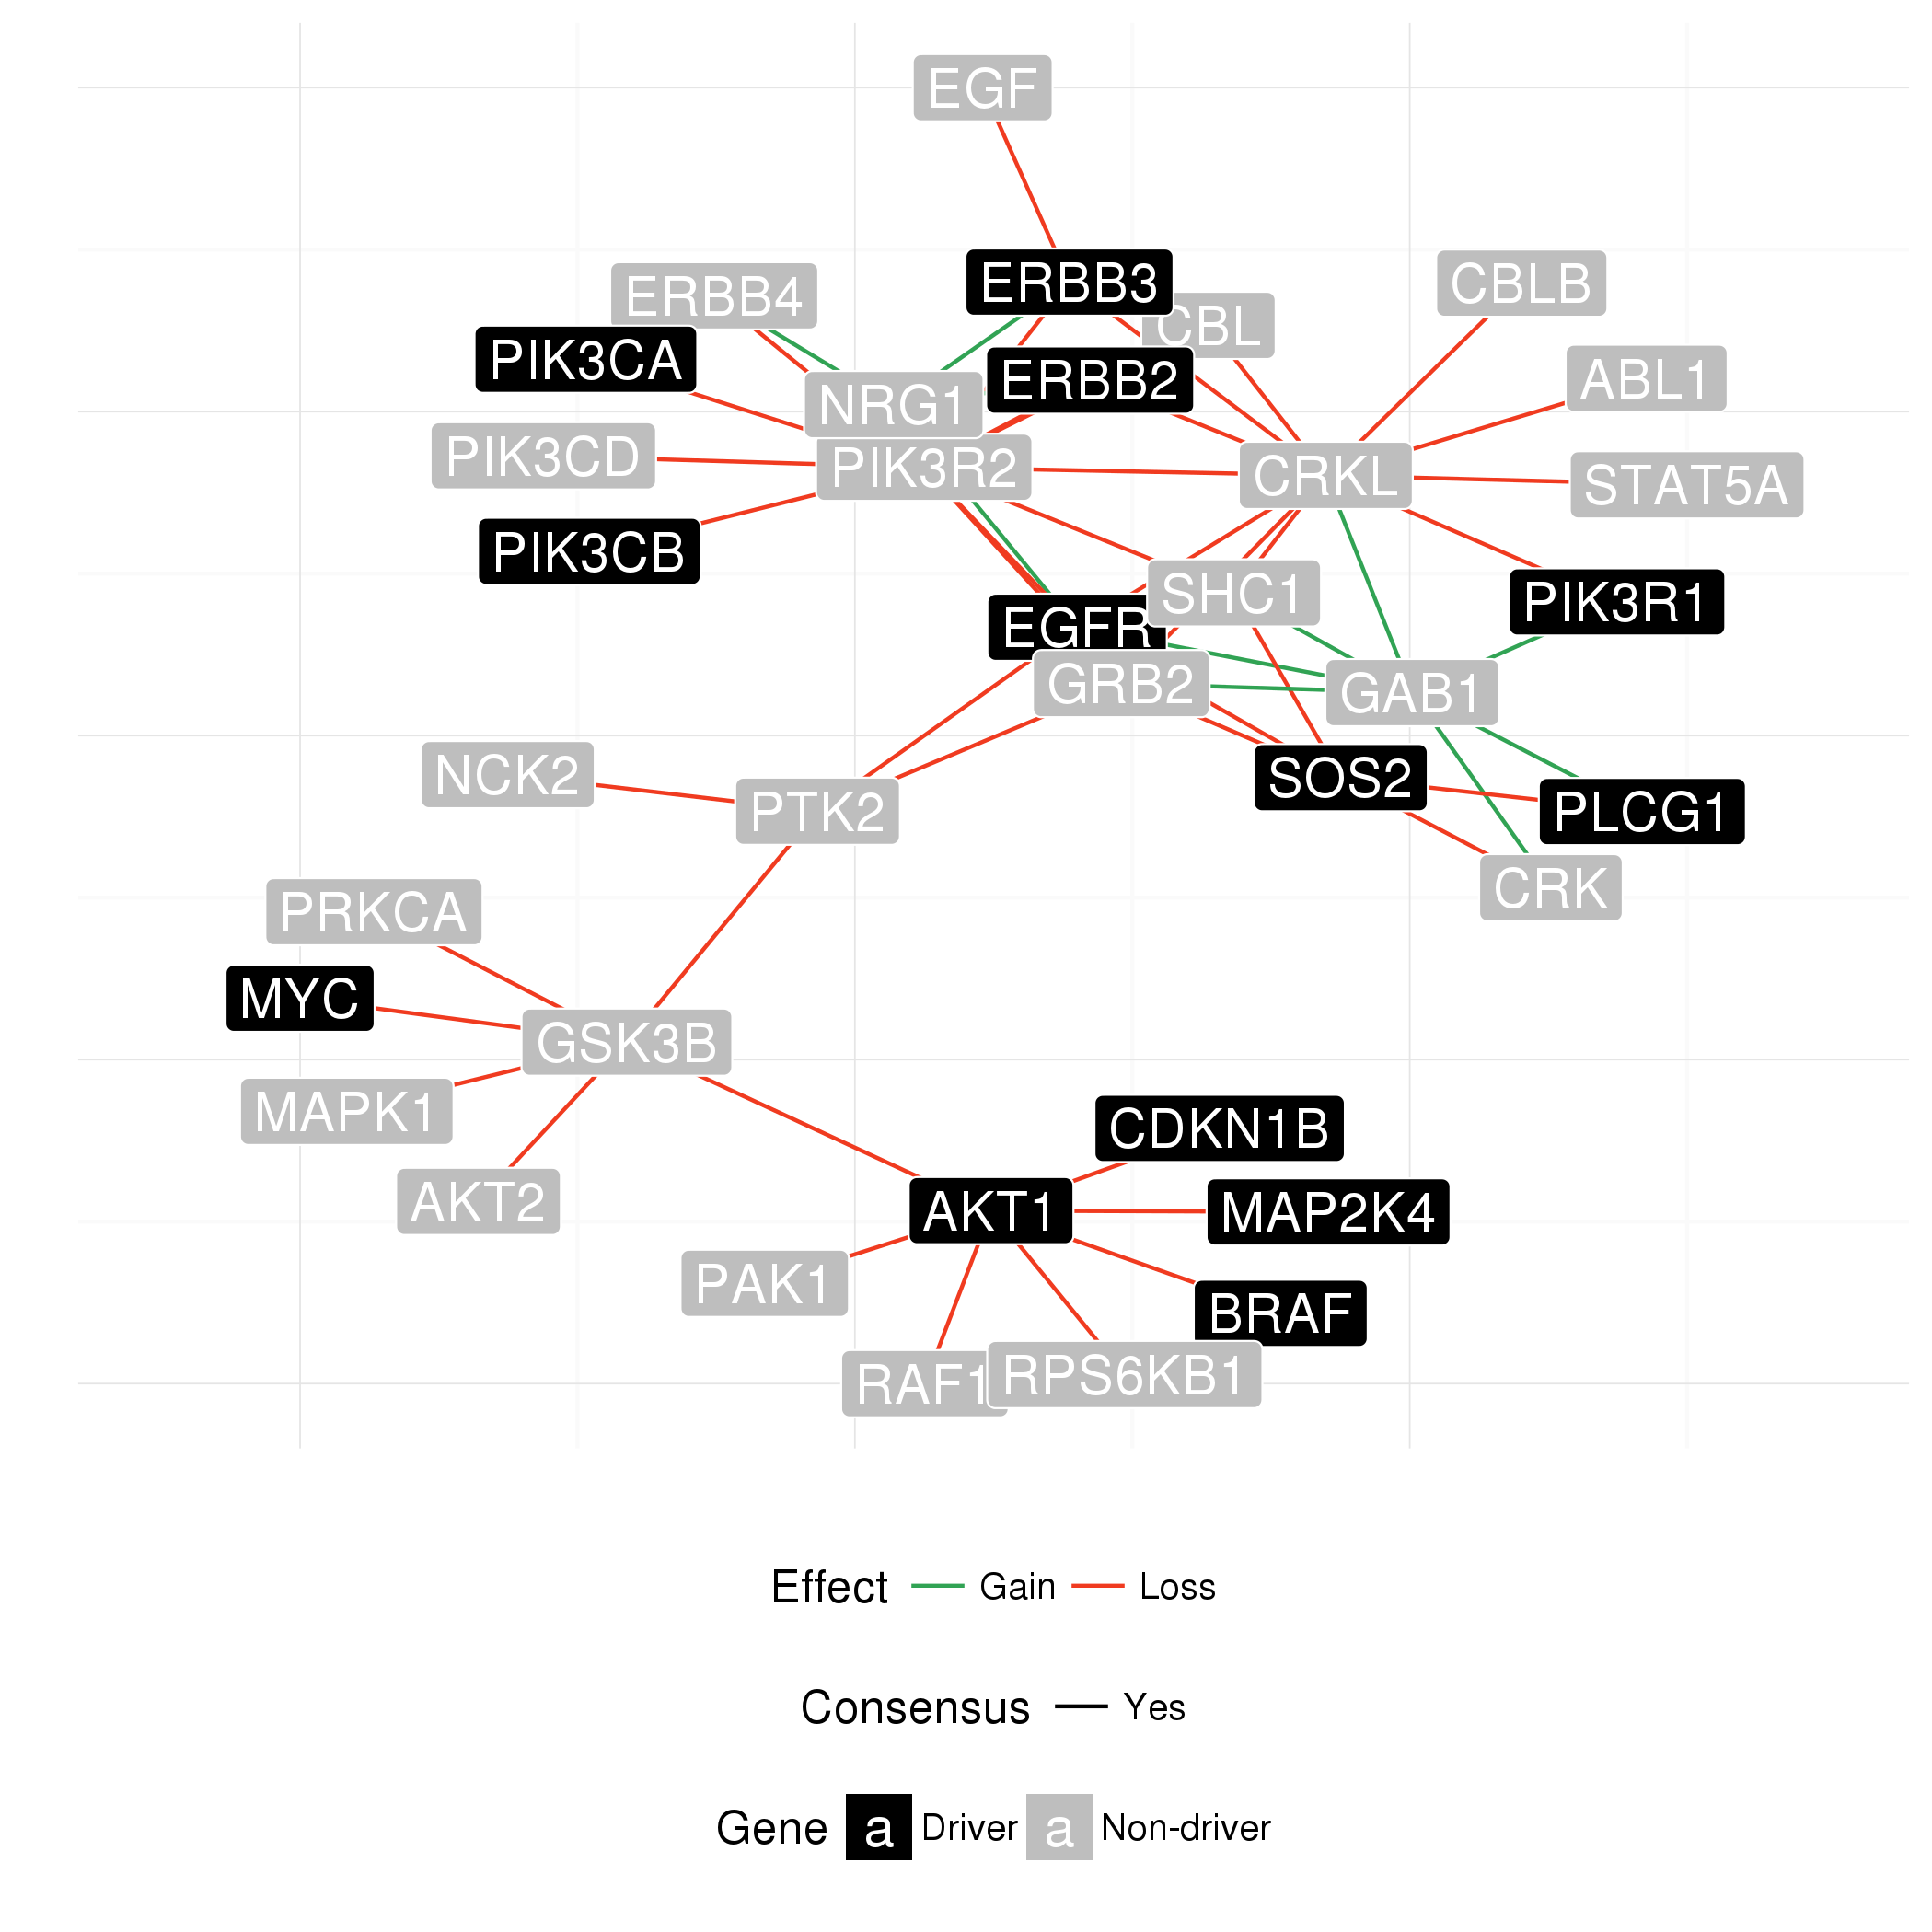 EGF
ERBB3
CBLB
ERBB4
CBL
PIK3CA
ERBB2
ABL1
NRG1
PIK3CD
PIK3R2
CRKL
STAT5A
PIK3CB
SHC1
PIK3R1
EGFR
GRB2
GAB1
NCK2
SOS2
PTK2
PLCG1
CRK
PRKCA
MYC
GSK3B
MAPK1
CDKN1B
AKT2
AKT1
MAP2K4
PAK1
BRAF
RAF1
RPS6KB1
Effect Gain Loss
Consensus Yes
Gene a Driver a Non-driver